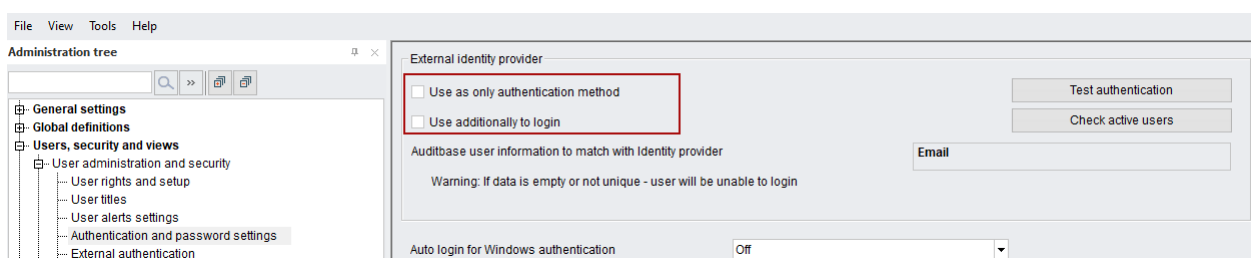 File View Tools Help
Administration tree
General settings
Global definitions
Users, security and views
User administration and security
User rights and setup
User titles
User alerts settings
Authentication and password settings
External authentication
External identity provider
Use as only authentication method
Test authentication
Use additionally to login
Check active users
Auditbase user information to match with Identity provider
Email
Warning: If data is empty or not unique - user will be unable to login
Auto login for Windows authentication
Off